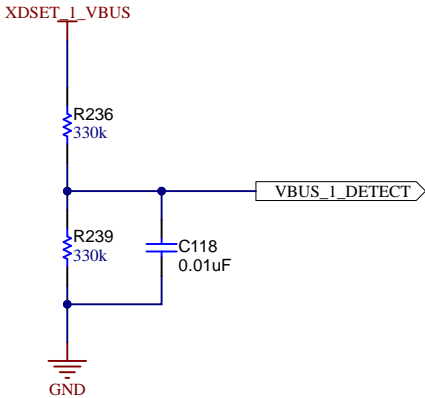 XDSET_1_VBUS
R236
330k
VBUS_1_DETECT
R239
330k
C118
0.01uF
GND